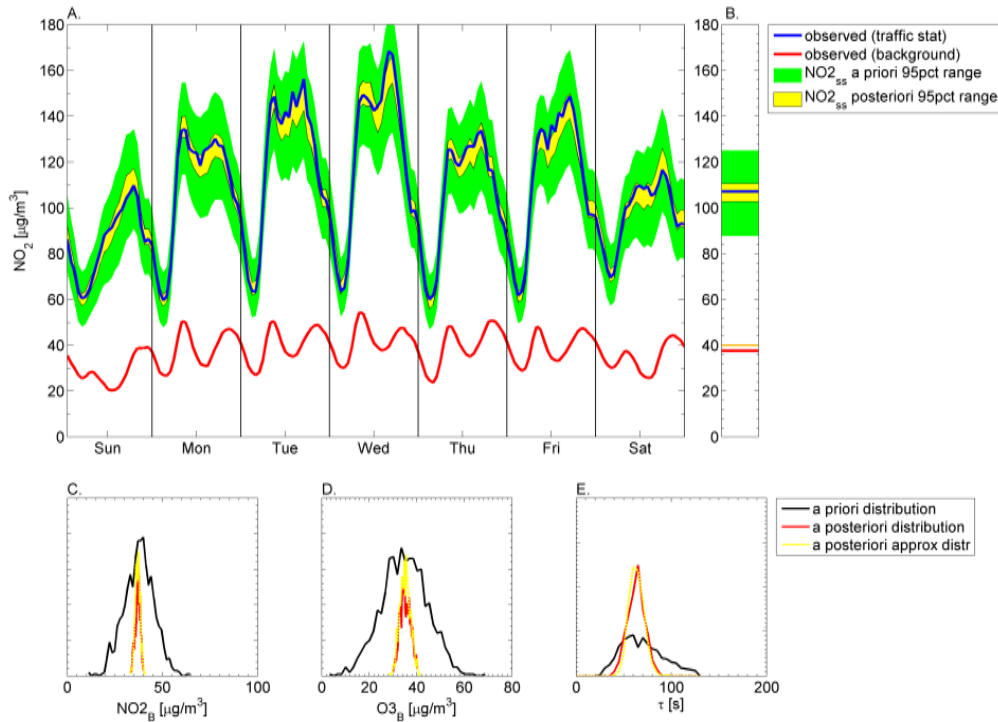 A.
B.
180
160
140
120
100
80
60
40
20
0
NO2 [µg/m³]
Sun Mon Tue Wed Thu Fri Sat
180
160
140
120
100
80
60
40
20
0
observed (traffic stat)
observed (background)
NO2ss a priori 95pct range
NO2ss posteriori 95pct range
C.
0 50 100
NO2B [µg/m³]
D.
0 20 40 60 80
O3B [µg/m³]
E.
0 100 200
τ [s]
a priori distribution
a posteriori distribution
a posteriori approx distr